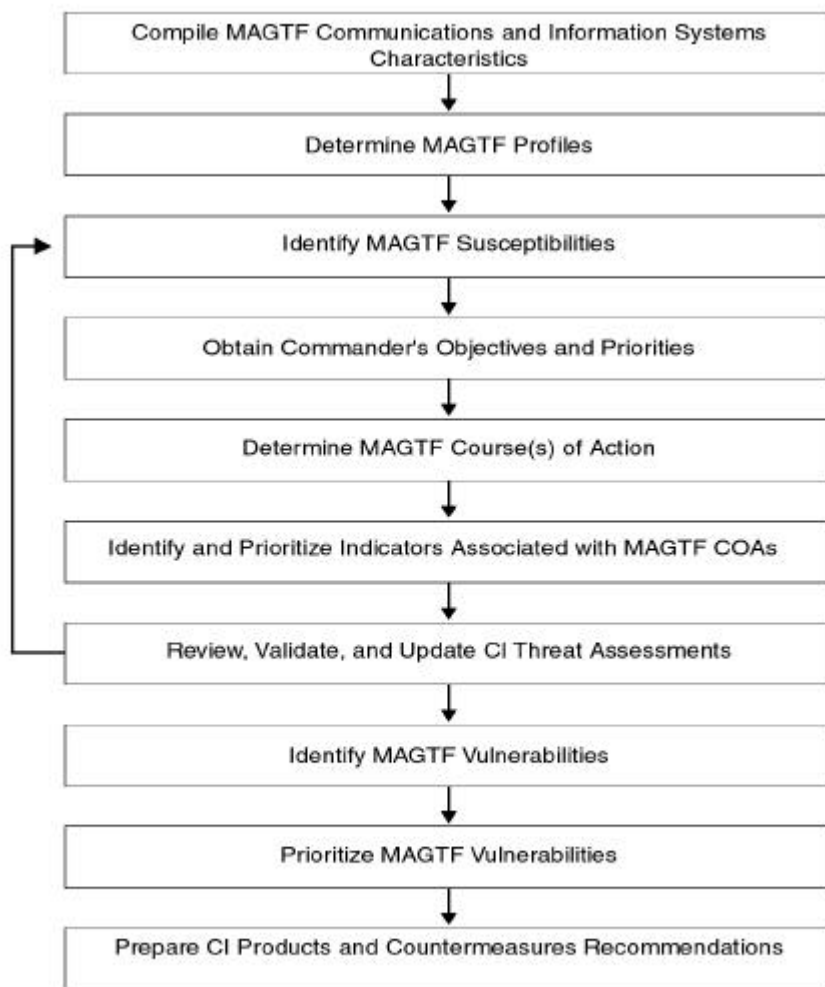 Compile MAGTF Communications and Information Systems
Characteristics
Determine MAGTF Profiles
Identify MAGTF Susceptibilities
Obtain Commander's Objectives and Priorities
Determine MAGTF Course(s) of Action
Identify and Prioritize Indicators Associated with MAGTF COAs
Review, Validate, and Update CI Threat Assessments
Identify MAGTF Vulnerabilities
Prioritize MAGTF Vulnerabilities
Prepare CI Products and Countermeasures Recommendations